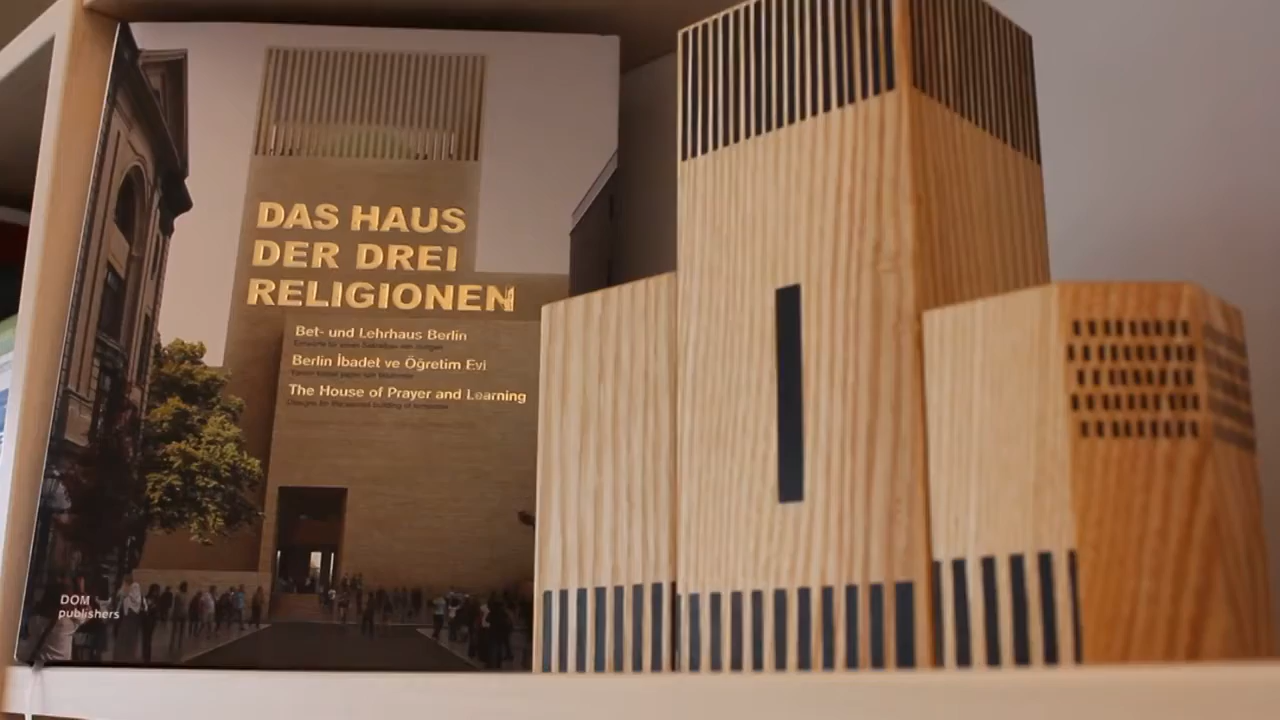 DAS HAUS
DER DREI
RELIGIONEN
Bet- und Lehrhaus Berlin
Berlin İbadet ve Öğretim Evi
The House of Prayer and Learning
DOM
publishers